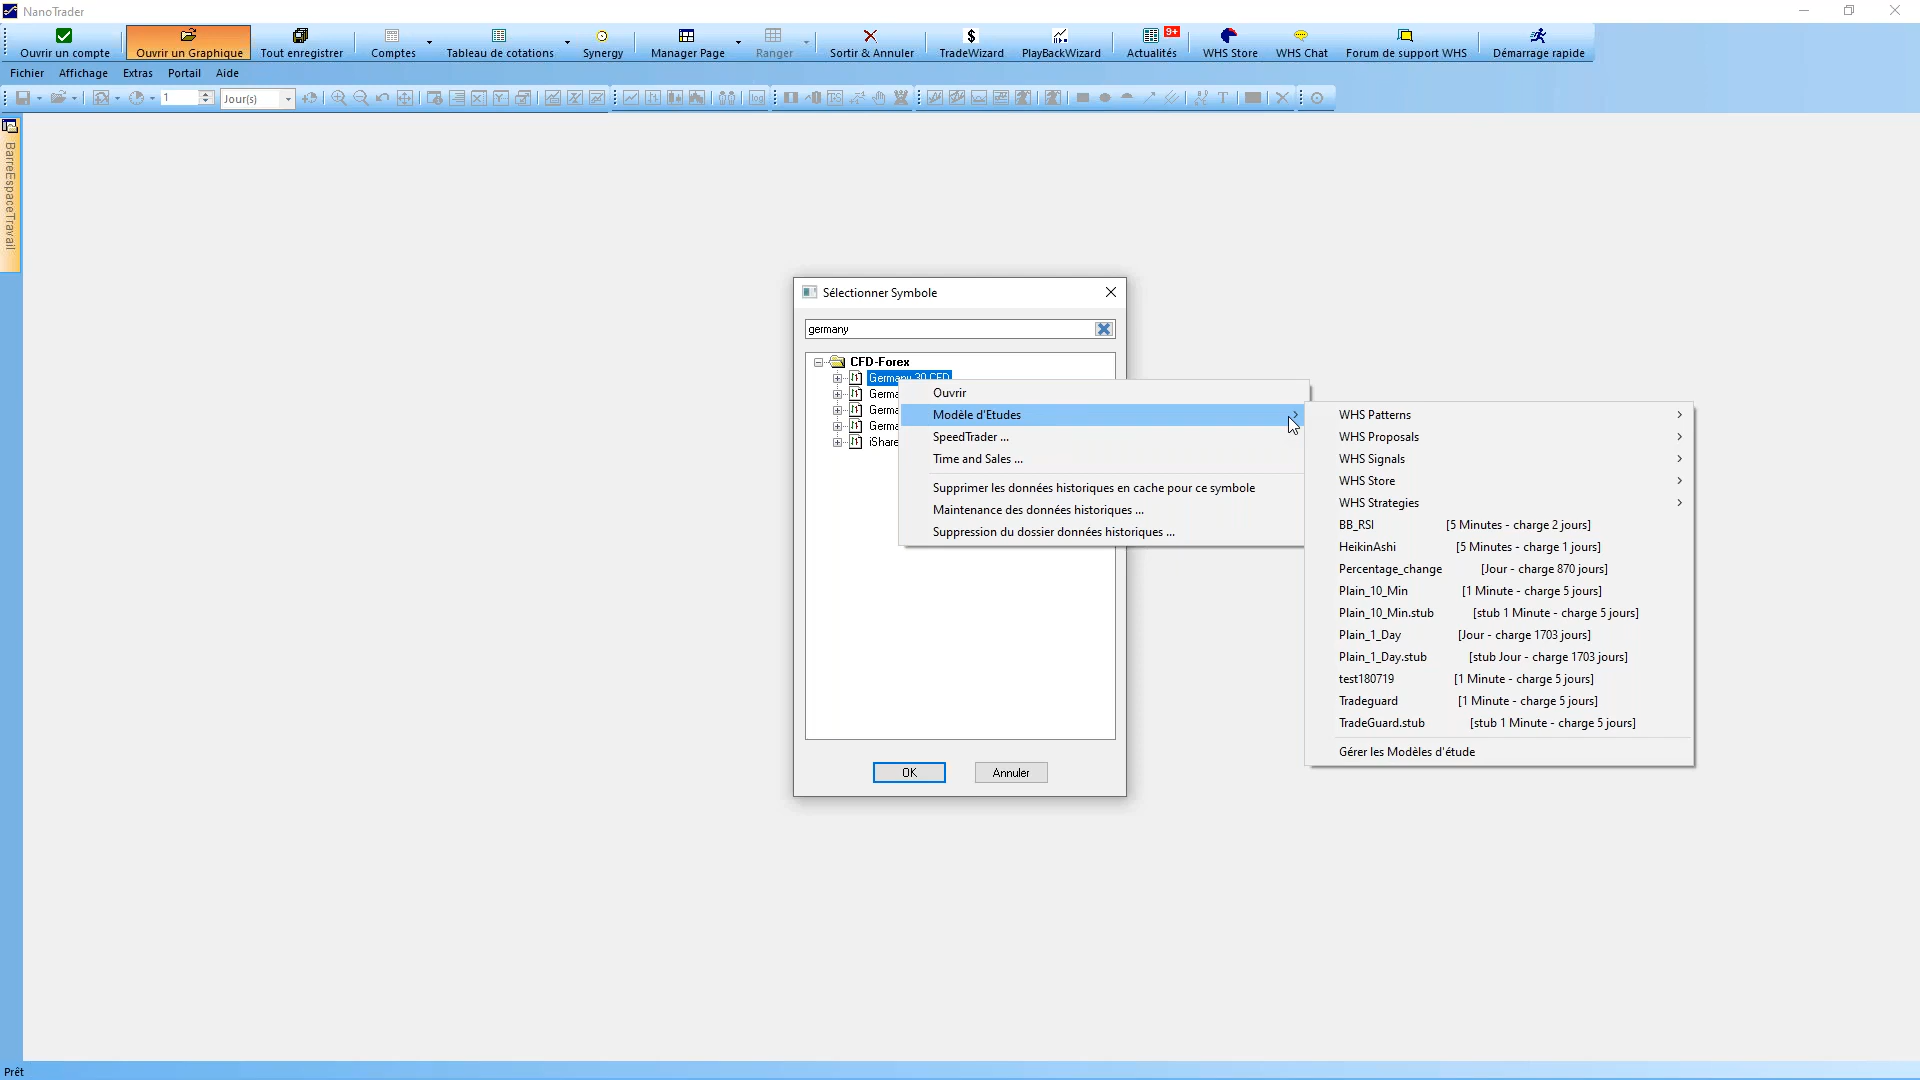 NanoTrader
Ouvrir un compte
Ouvrir un Graphique
Tout enregistrer
Comptes
Tableau de cotations
Synergy
Manager Page
Ranger
Sortir & Annuler
TradeWizard
PlayBackWizard
9+
Actualités
WHS Store
WHS Chat
Forum de support WHS
Démarrage rapide
Fichier
Affichage
Extras
Portail
Aide
1
Jour(s)
BarreEspaceTravail
Sélectionner Symbole
germany
CFD-Forex
Germany 30 CFD
Germa
Germa
Germa
iShare
Ouvrir
Modèle d'Etudes
SpeedTrader ...
Time and Sales ...
Supprimer les données historiques en cache pour ce symbole
Maintenance des données historiques ...
Suppression du dossier données historiques ...
WHS Patterns
WHS Proposals
WHS Signals
WHS Store
WHS Strategies
BB_RSI [5 Minutes - charge 2 jours]
HeikinAshi [5 Minutes - charge 1 jours]
Percentage_change [Jour - charge 870 jours]
Plain_10_Min [1 Minute - charge 5 jours]
Plain_10_Min.stub [stub 1 Minute - charge 5 jours]
Plain_1_Day [Jour - charge 1703 jours]
Plain_1_Day.stub [stub Jour - charge 1703 jours]
test180719 [1 Minute - charge 5 jours]
Tradeguard [1 Minute - charge 5 jours]
TradeGuard.stub [stub 1 Minute - charge 5 jours]
Gérer les Modèles d'étude
OK
Annuler
Prêt